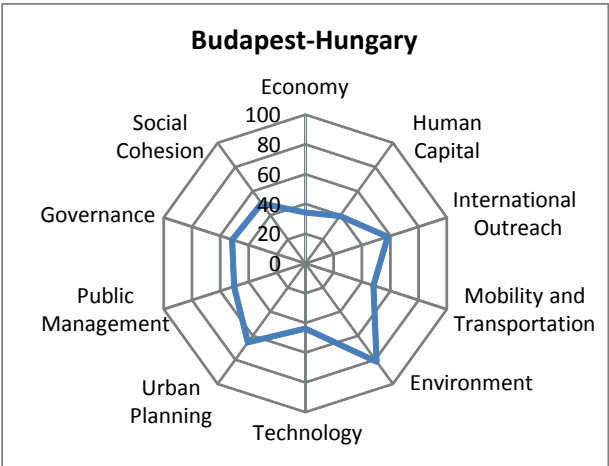 Budapest-Hungary
Economy
100
80
60
40
20
0
Human
Capital
International
Outreach
Mobility and
Transportation
Environment
Technology
Urban
Planning
Public
Management
Governance
Social
Cohesion